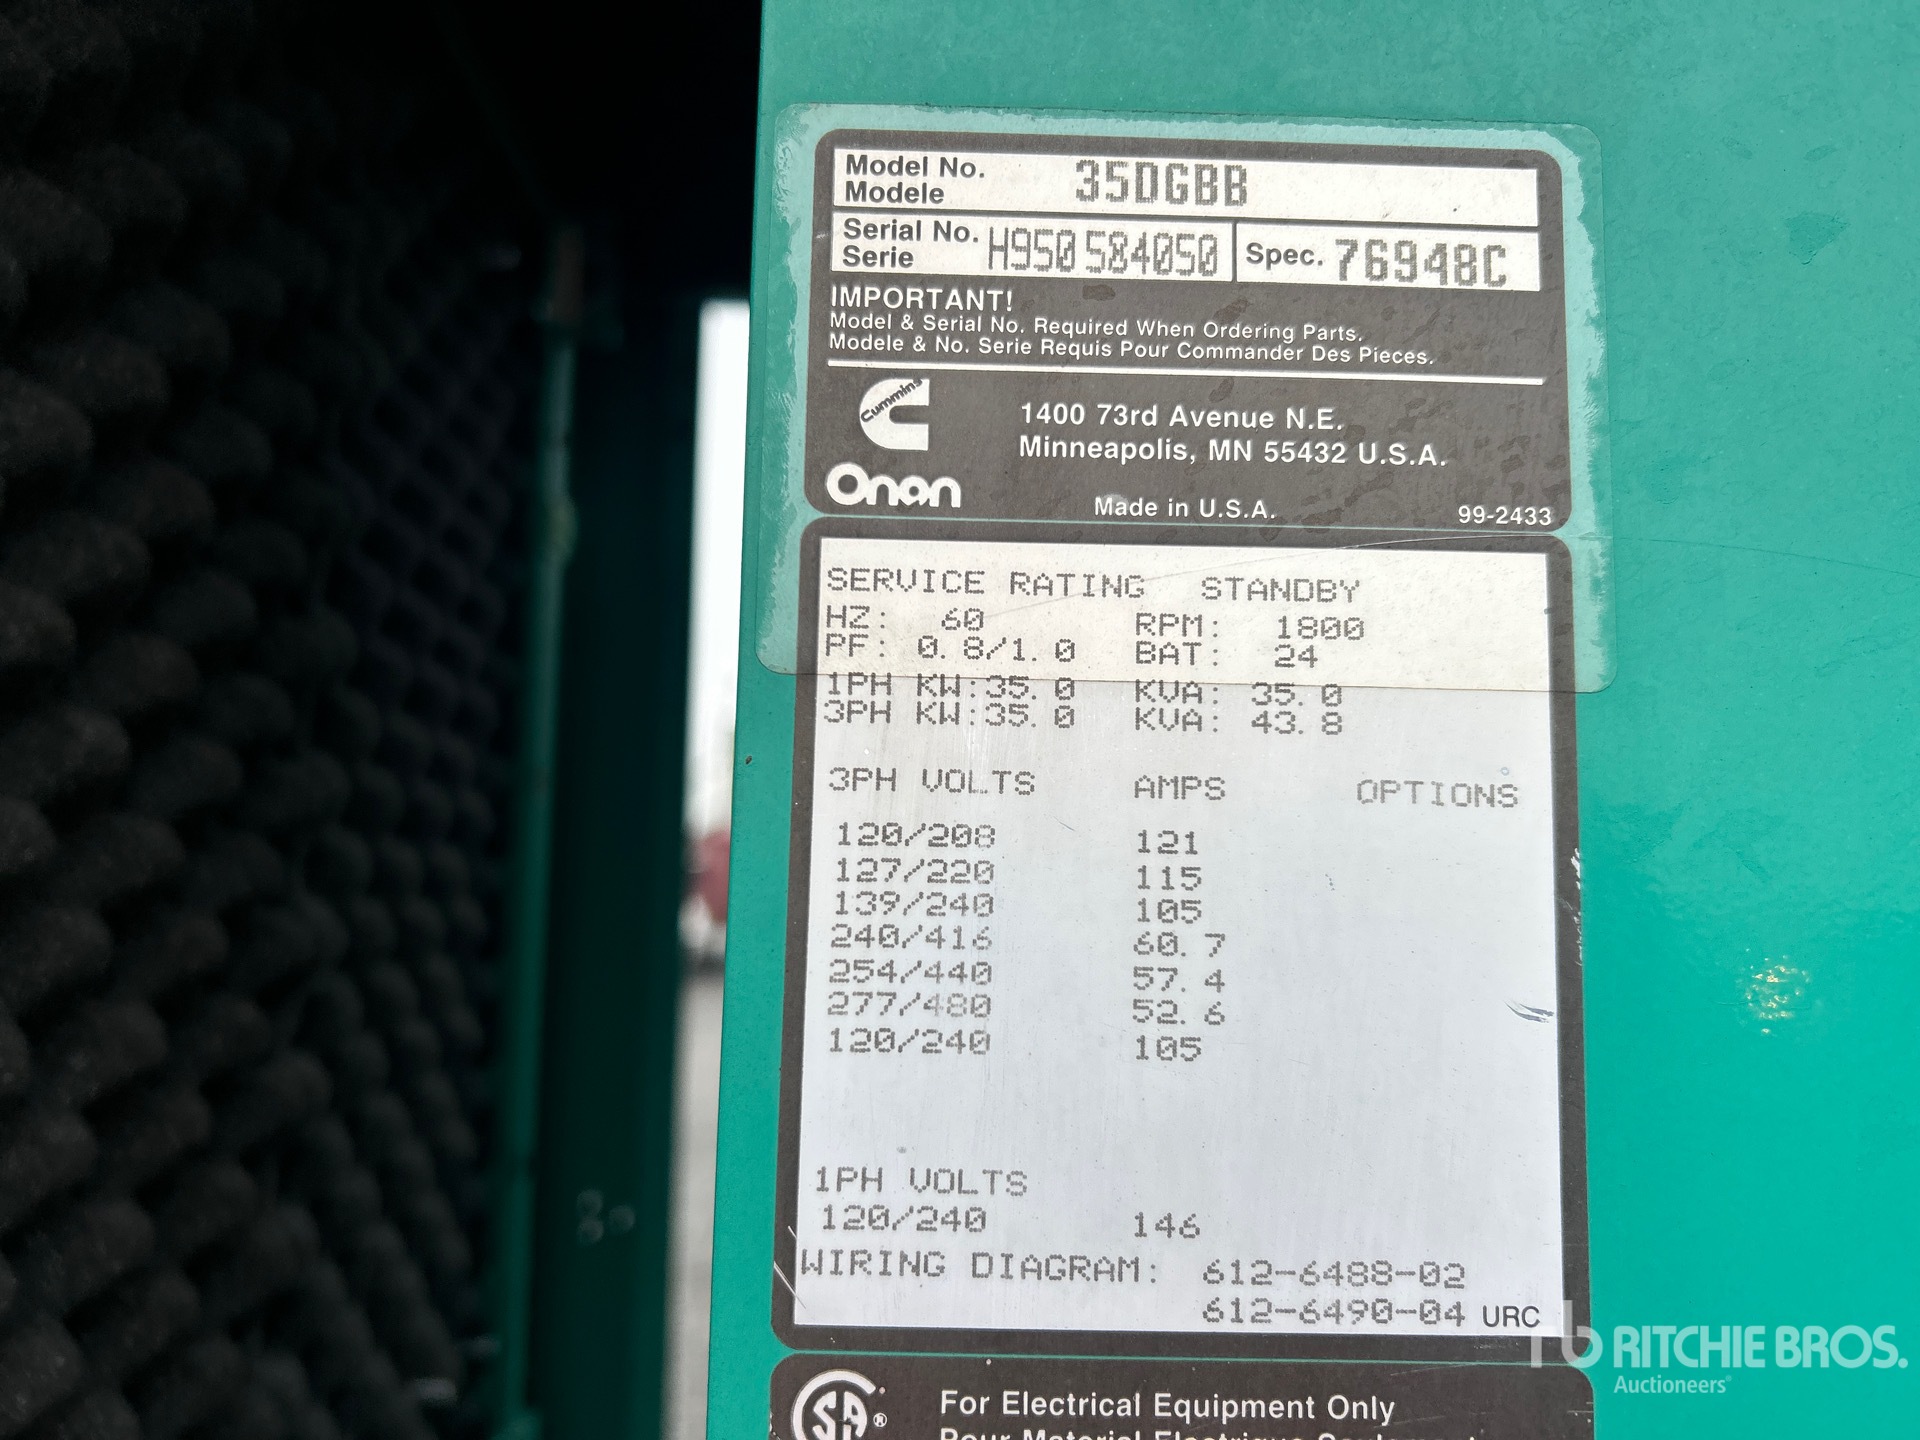 Model No. 35DGBB
Modele
Serial No. H950584050 Spec. 76948C
Serie
IMPORTANT!
Model & Serial No. Required When Ordering Parts.
Modele & No. Serie Requis Pour Commander Des Pieces.
Cummins
Onan
1400 73rd Avenue N.E.
Minneapolis, MN 55432 U.S.A.
Made in U.S.A. 99-2433
SERVICE RATING STANDBY
HZ: 60 RPM: 1800
PF: 0.8/1.0 BAT: 24
1PH KW:35.0 KVA: 35.0
3PH KW:35.0 KVA: 43.8
3PH VOLTS AMPS OPTIONS
120/208 121
127/220 115
139/240 105
240/416 60.7
254/440 57.4
277/480 52.6
120/240 105
1PH VOLTS
120/240 146
WIRING DIAGRAM: 612-6488-02
612-6490-04 URC
SA ®
For Electrical Equipment Only
Pour Material Electrique Seulement
RITCHIE BROS.
Auctioneers